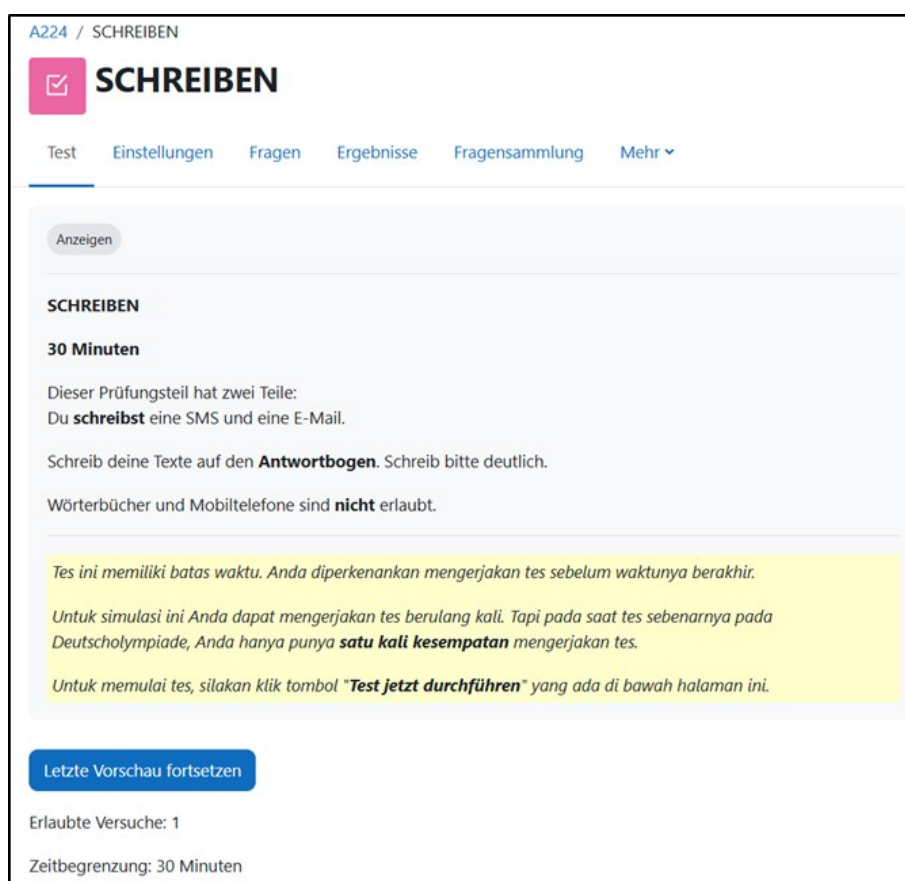 A224 / SCHREIBEN
SCHREIBEN
Test Einstellungen Fragen Ergebnisse Fragensammlung Mehr
Anzeigen
SCHREIBEN
30 Minuten
Dieser Prüfungsteil hat zwei Teile:
Du schreibst eine SMS und eine E-Mail.
Schreib deine Texte auf den Antwortbogen. Schreib bitte deutlich.
Wörterbücher und Mobiltelefone sind nicht erlaubt.
Tes ini memiliki batas waktu. Anda diperkenankan mengerjakan tes sebelum waktunya berakhir.
Untuk simulasi ini Anda dapat mengerjakan tes berulang kali. Tapi pada saat tes sebenarnya pada
Deutscholympiade, Anda hanya punya satu kali kesempatan mengerjakan tes.
Untuk memulai tes, silakan klik tombol "Test jetzt durchführen" yang ada di bawah halaman ini.
Letzte Vorschau fortsetzen
Erlaubte Versuche: 1
Zeitbegrenzung: 30 Minuten